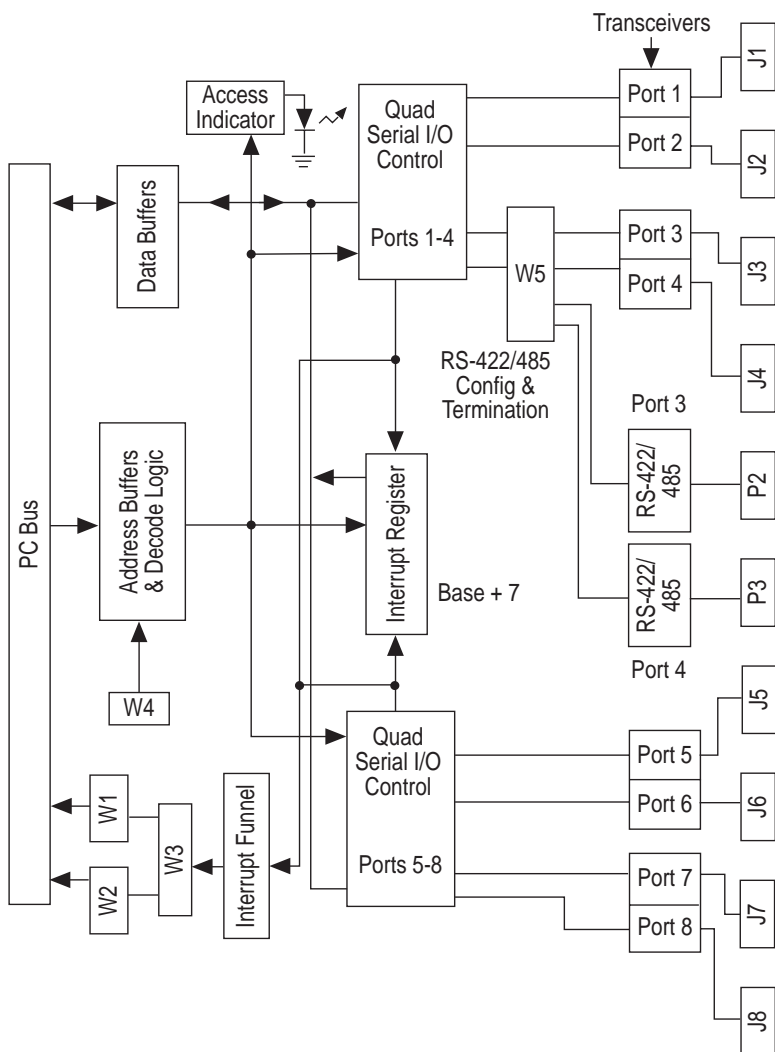 Transceivers
J1
Access
Indicator
Quad
Serial I/O
Control
Port 1
Port 2
J2
PC Bus
Data Buffers
Ports 1-4
W5
Port 3
Port 4
J3
J4
RS-422/485
Config &
Termination
Port 3
RS-422/
485
P2
Address Buffers
& Decode Logic
Interrupt Register
Base + 7
RS-422/
485
P3
Port 4
W4
J5
Quad
Serial I/O
Control
Port 5
Port 6
J6
W1
W2
W3
Interrupt Funnel
Ports 5-8
Port 7
Port 8
J7
J8